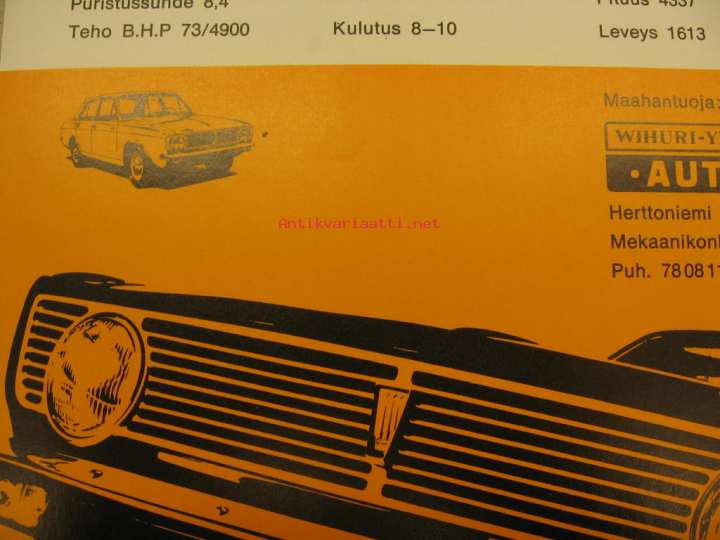 Puristussuhde 8,4
Teho B.H.P 73/4900
Kulutus 8—10
Pituus 4337
Leveys 1613
Maahantuoja:
WIHURI-Y
·AUT
Antikvariaatti.net
Herttoniemi
Mekaanikonk
Puh. 78081